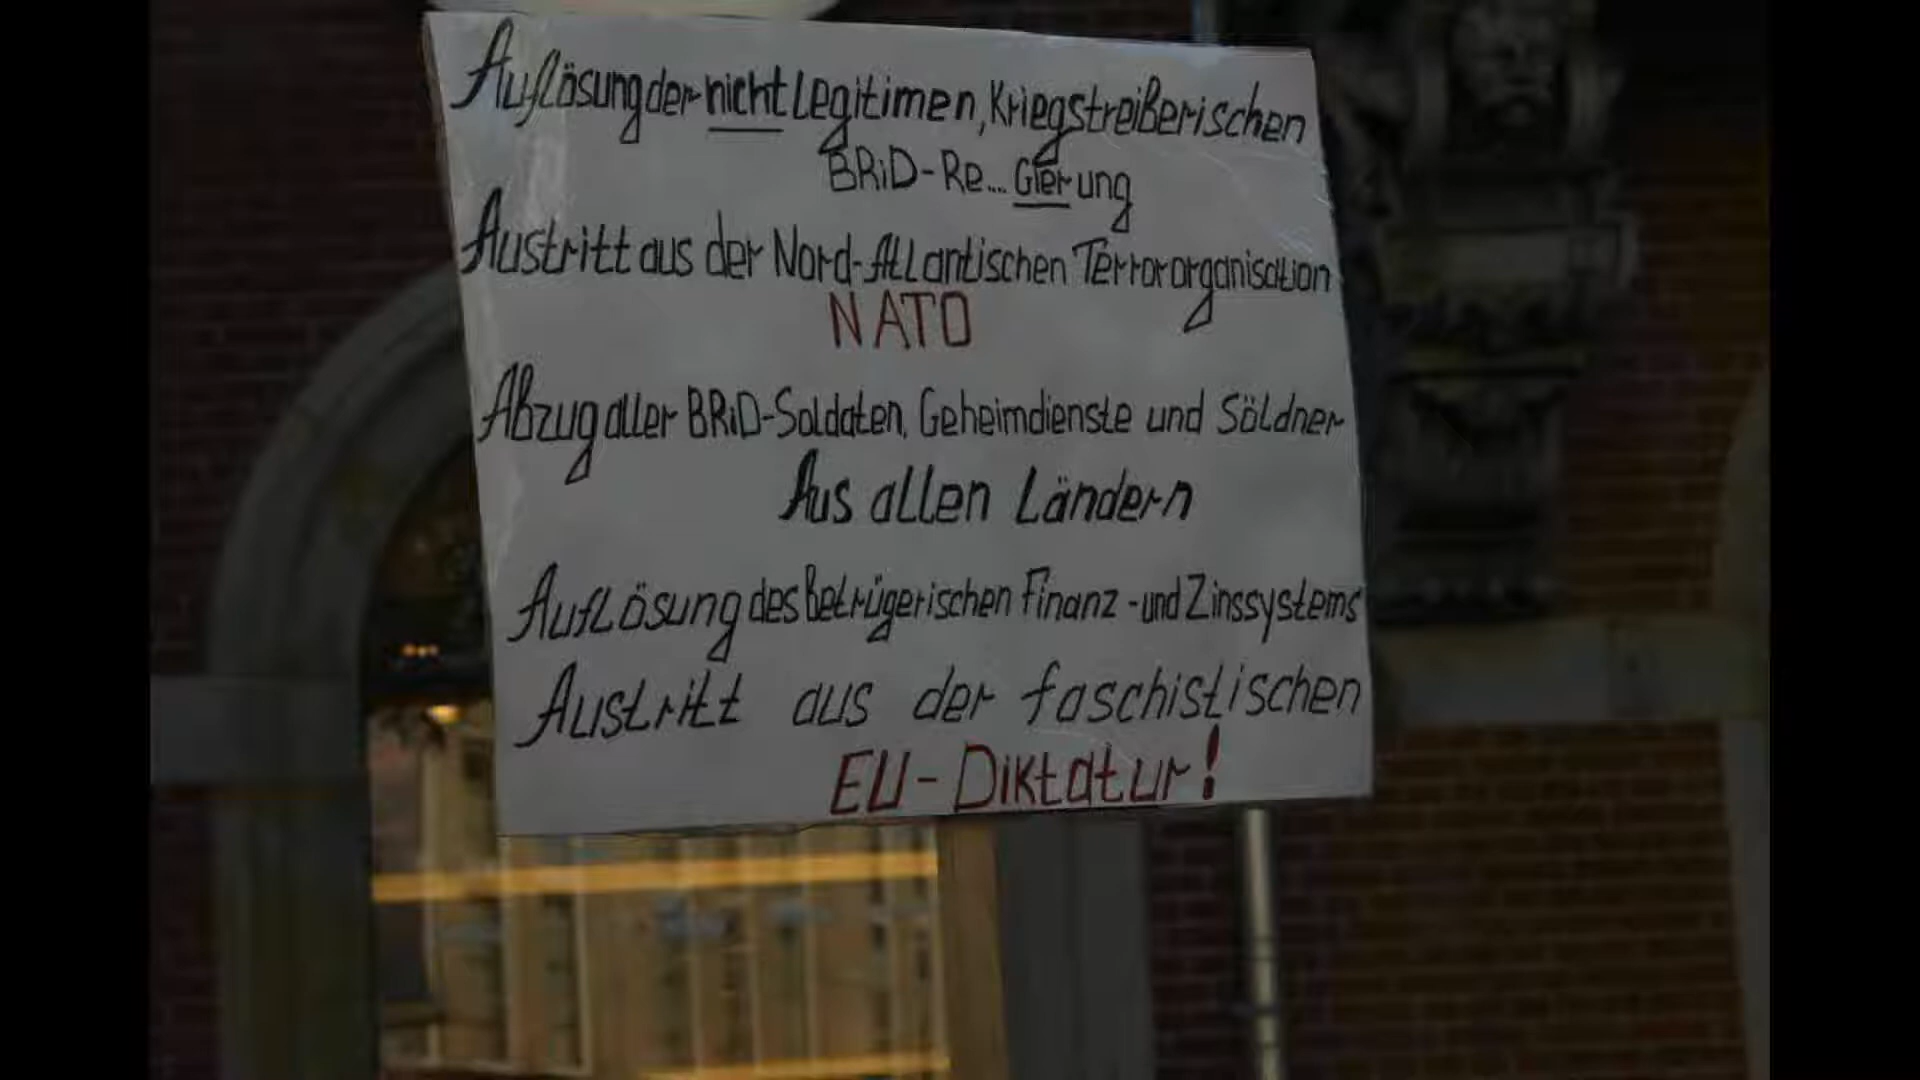 Auflösung der nicht Legitimen, Kriegstreiberischen
BRiD-Re... Gierung
Austritt aus der Nord-Atlantischen Terrororganisation
NATO
Abzug aller BRiD-Soldaten, Geheimdienste und Söldner
Aus allen Ländern
Auflösung des Betrügerischen Finanz-und Zinssystems
Austritt aus der faschistischen
EU-Diktatur!